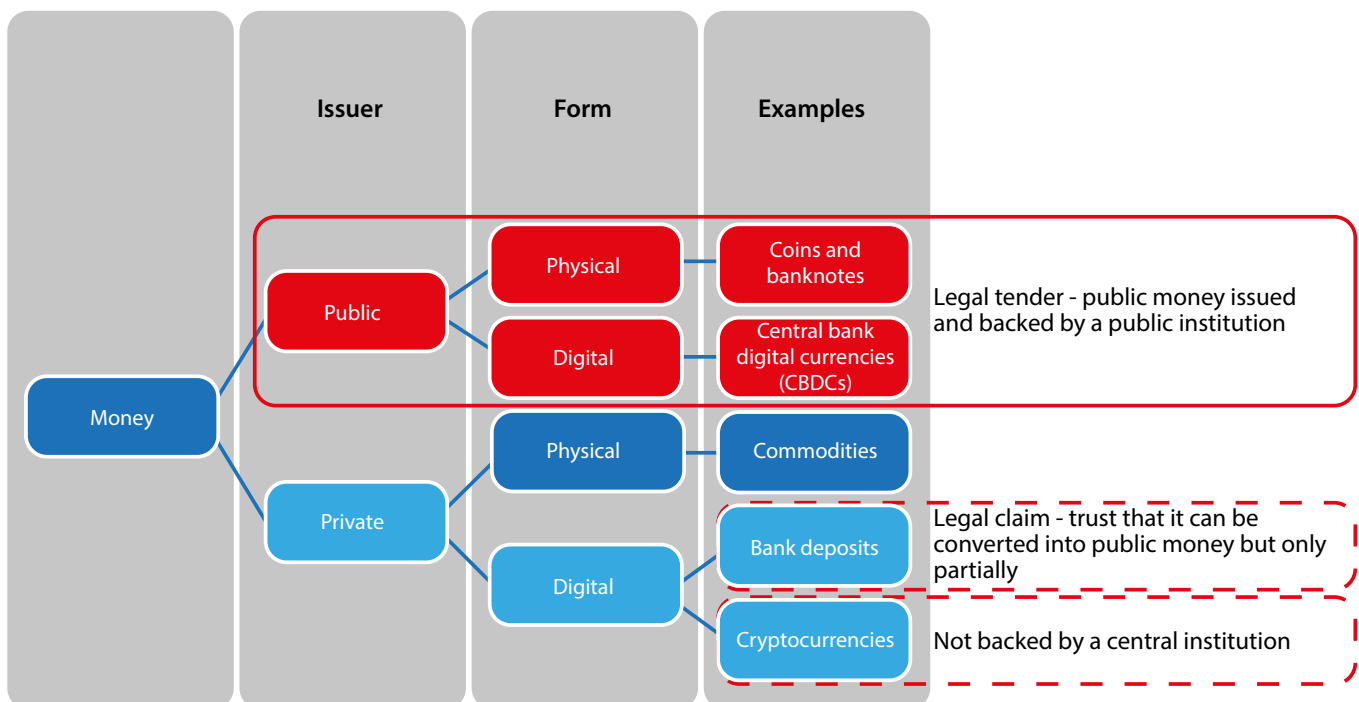 Issuer
Form
Examples
Physical
Coins and
banknotes
Public
Legal tender - public money issued
and backed by a public institution
Digital
Central bank
digital currencies
(CBDCs)
Money
Physical
Commodities
Private
Bank deposits
Legal claim - trust that it can be
converted into public money but only
partially
Digital
Cryptocurrencies
Not backed by a central institution